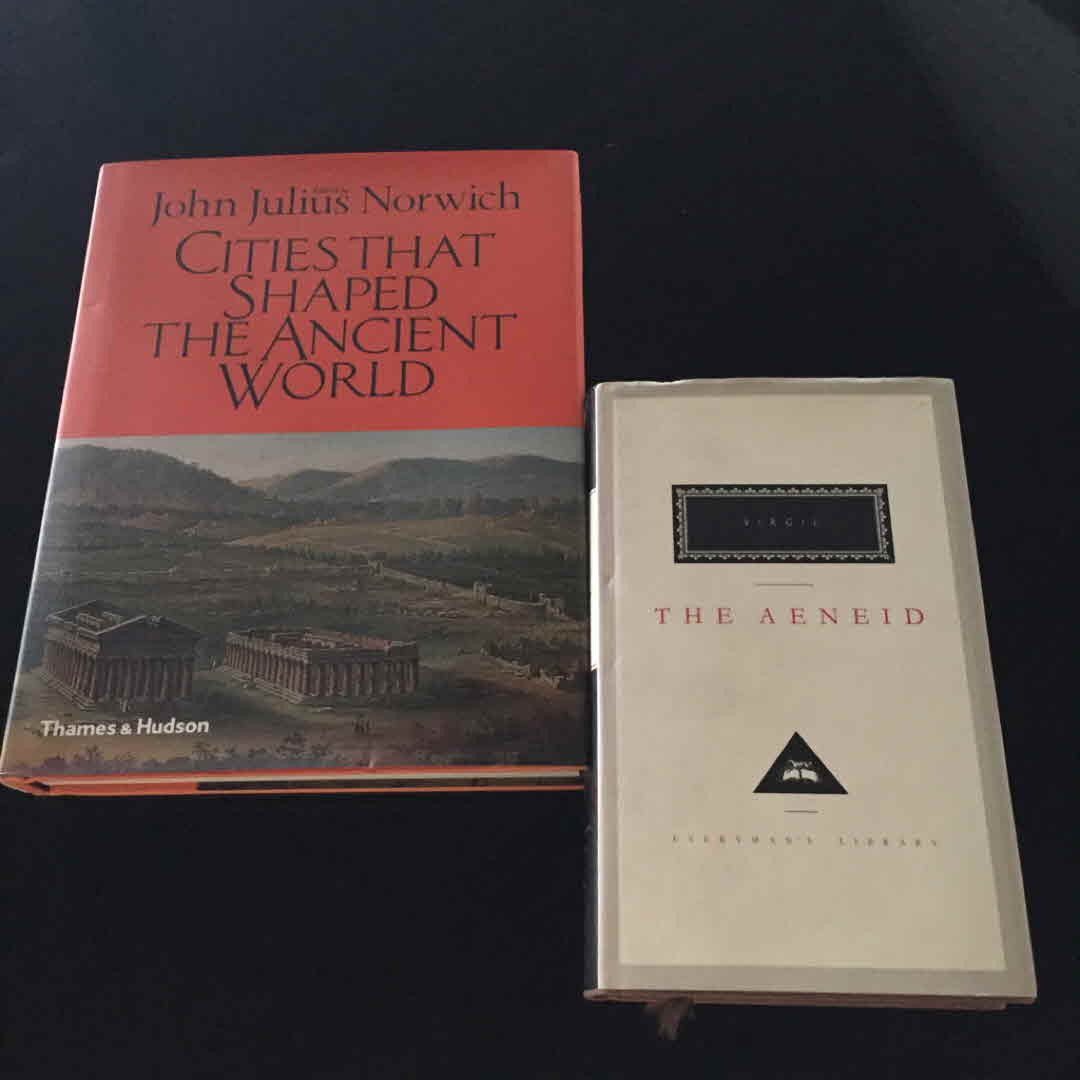 John Julius Norwich
CITIES THAT
SHAPED
THE ANCIENT
WORLD
Thames & Hudson
VIRGIL
THE AENEID
EVERYMAN'S LIBRARY